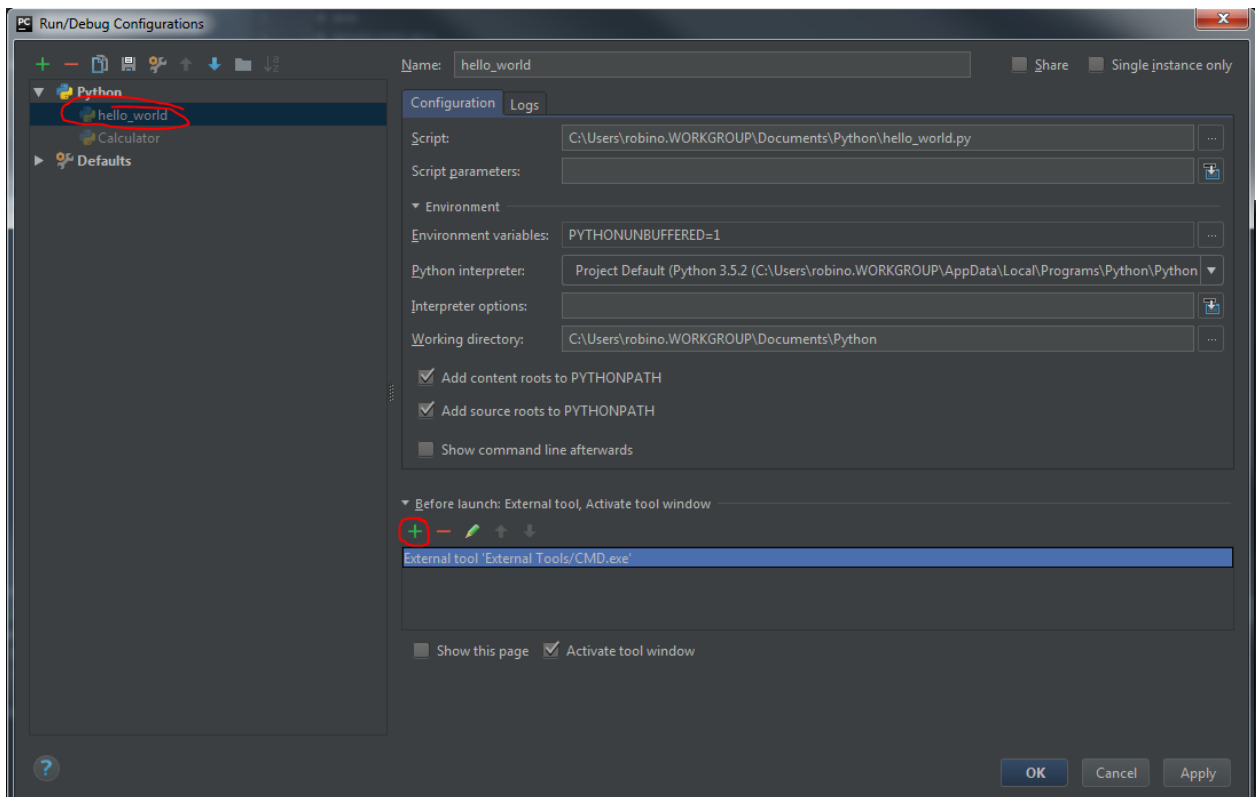 PC Run/Debug Configurations
Name: hello_world Share Single instance only
Python
hello_world
Calculator
Defaults
Configuration Logs
Script: C:\Users\robino.WORKGROUP\Documents\Python\hello_world.py ...
Script parameters:
Environment
Environment variables: PYTHONUNBUFFERED=1 ...
Python interpreter: Project Default (Python 3.5.2 (C:\Users\robino.WORKGROUP\AppData\Local\Programs\Python\Python
Interpreter options:
Working directory: C:\Users\robino.WORKGROUP\Documents\Python ...
Add content roots to PYTHONPATH
Add source roots to PYTHONPATH
Show command line afterwards
Before launch: External tool, Activate tool window
External tool 'External Tools/CMD.exe'
Show this page Activate tool window
? OK Cancel Apply